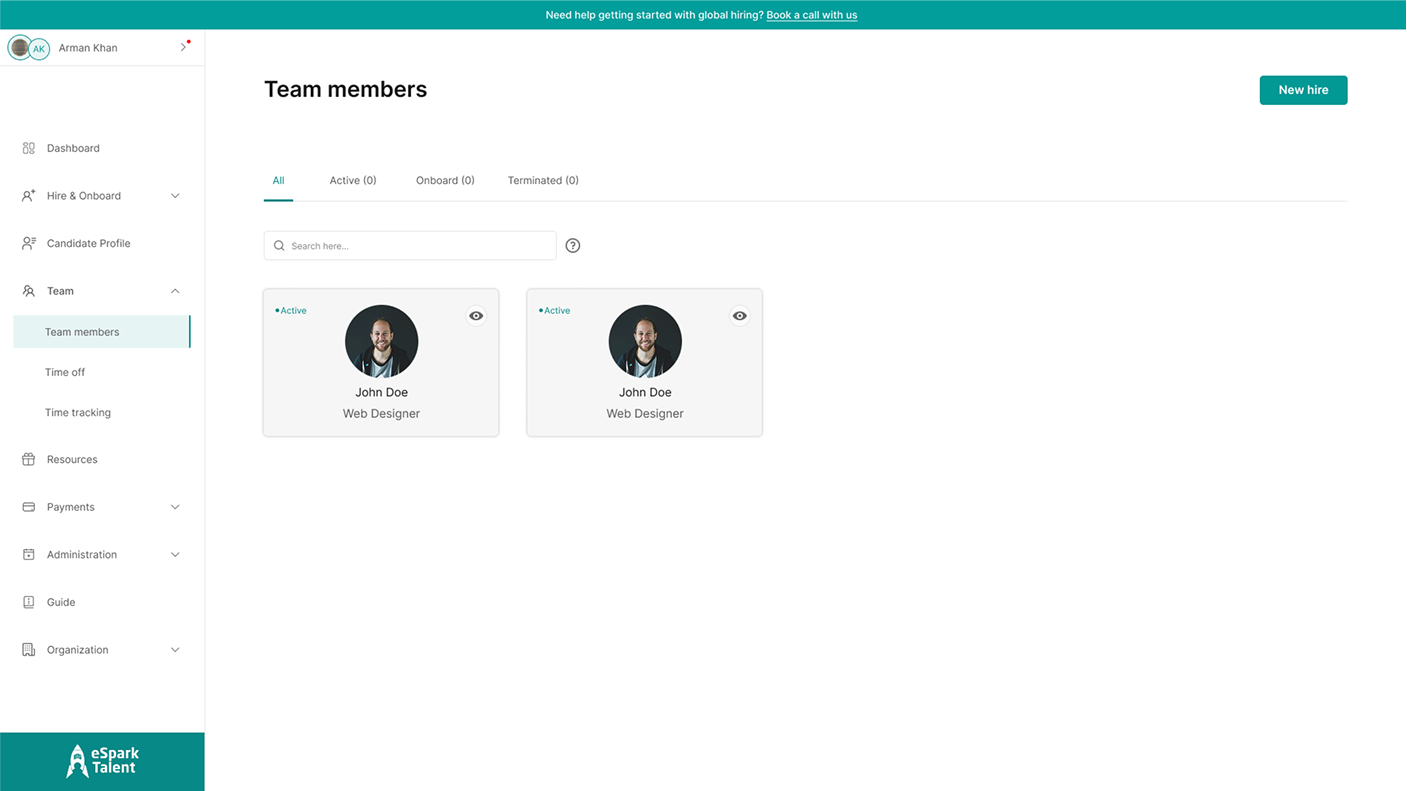 Need help getting started with global hiring? Book a call with us
AK
Arman Khan
Team members
New hire
Dashboard
Hire & Onboard
Candidate Profile
Team
Team members
Time off
Time tracking
Resources
Payments
Administration
Guide
Organization
All
Active (0)
Onboard (0)
Terminated (0)
Search here...
?
Active
John Doe
Web Designer
Active
John Doe
Web Designer
eSpark
Talent